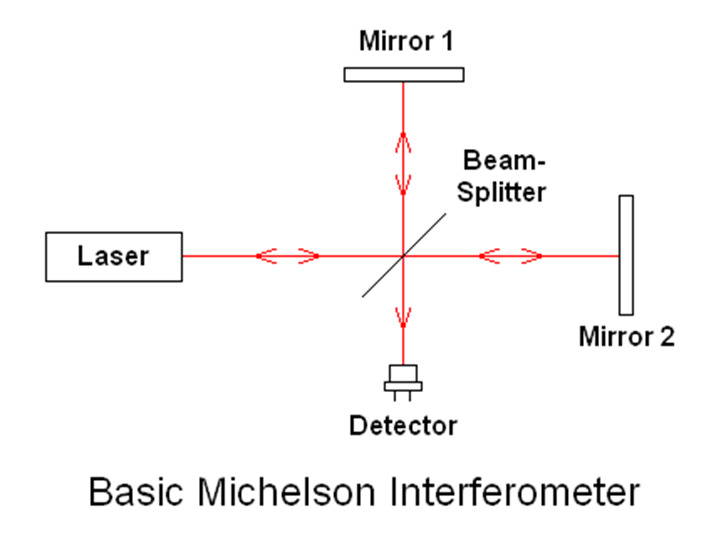 Mirror 1
Beam-
Splitter
Laser
Mirror 2
Detector
Basic Michelson Interferometer